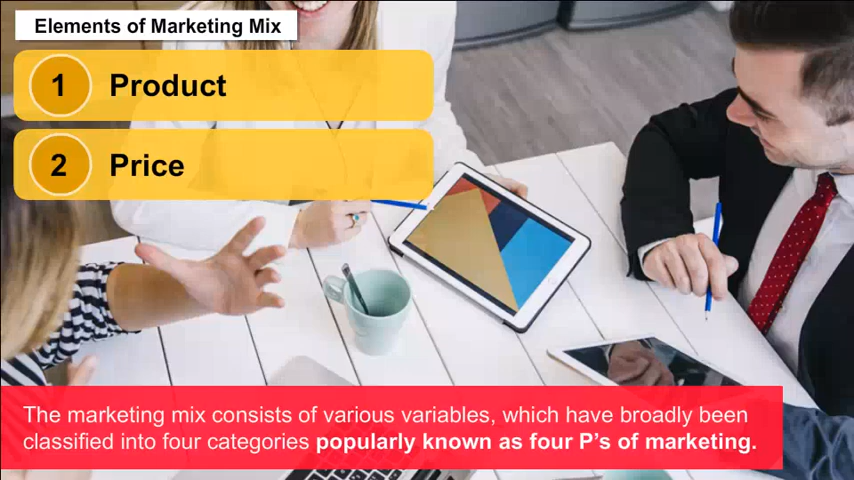 Elements of Marketing Mix
1 Product
2 Price
The marketing mix consists of various variables, which have broadly been
classified into four categories popularly known as four P’s of marketing.